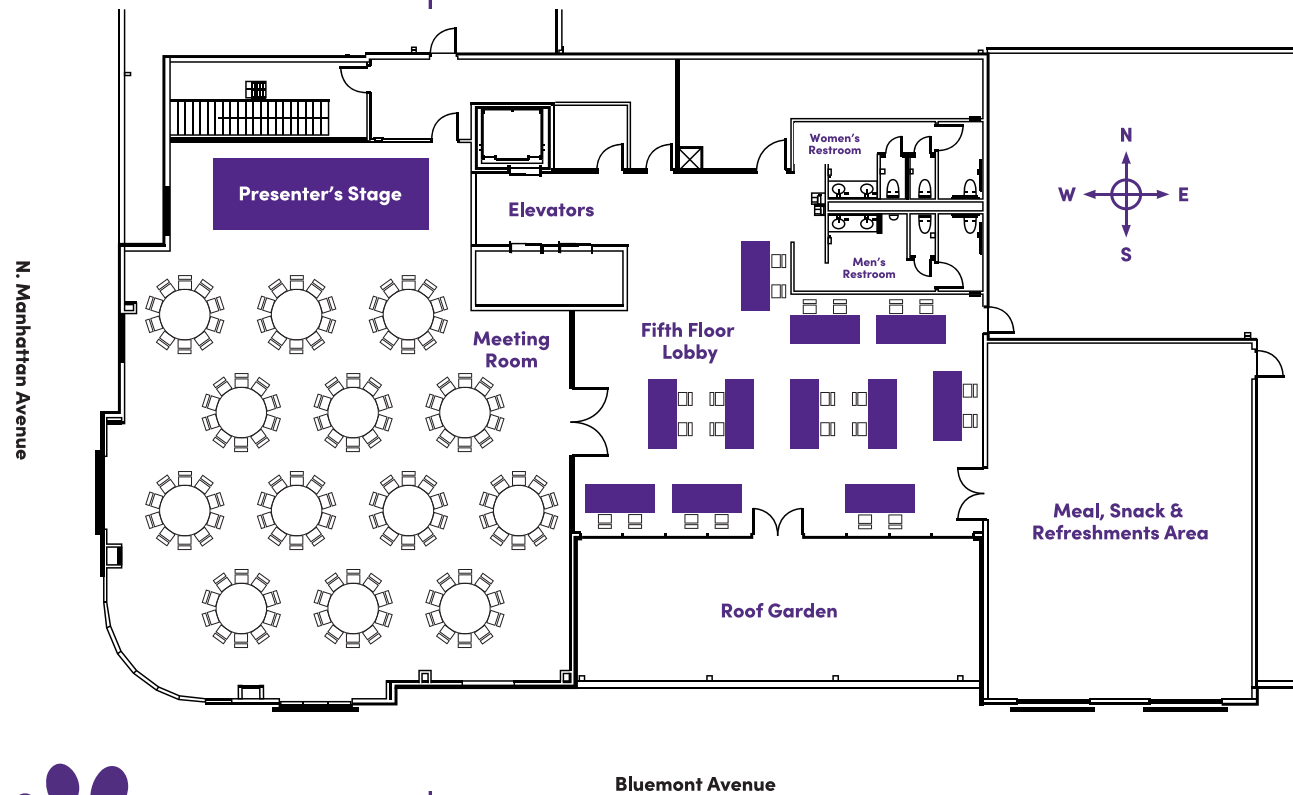 Women's
Restroom
N
Presenter's Stage
W
E
Elevators
S
Men's
Restroom
N. Manhattan Avenue
Meeting
Room
Fifth Floor
Lobby
Meal, Snack &
Refreshments Area
Roof Garden
Bluemont Avenue